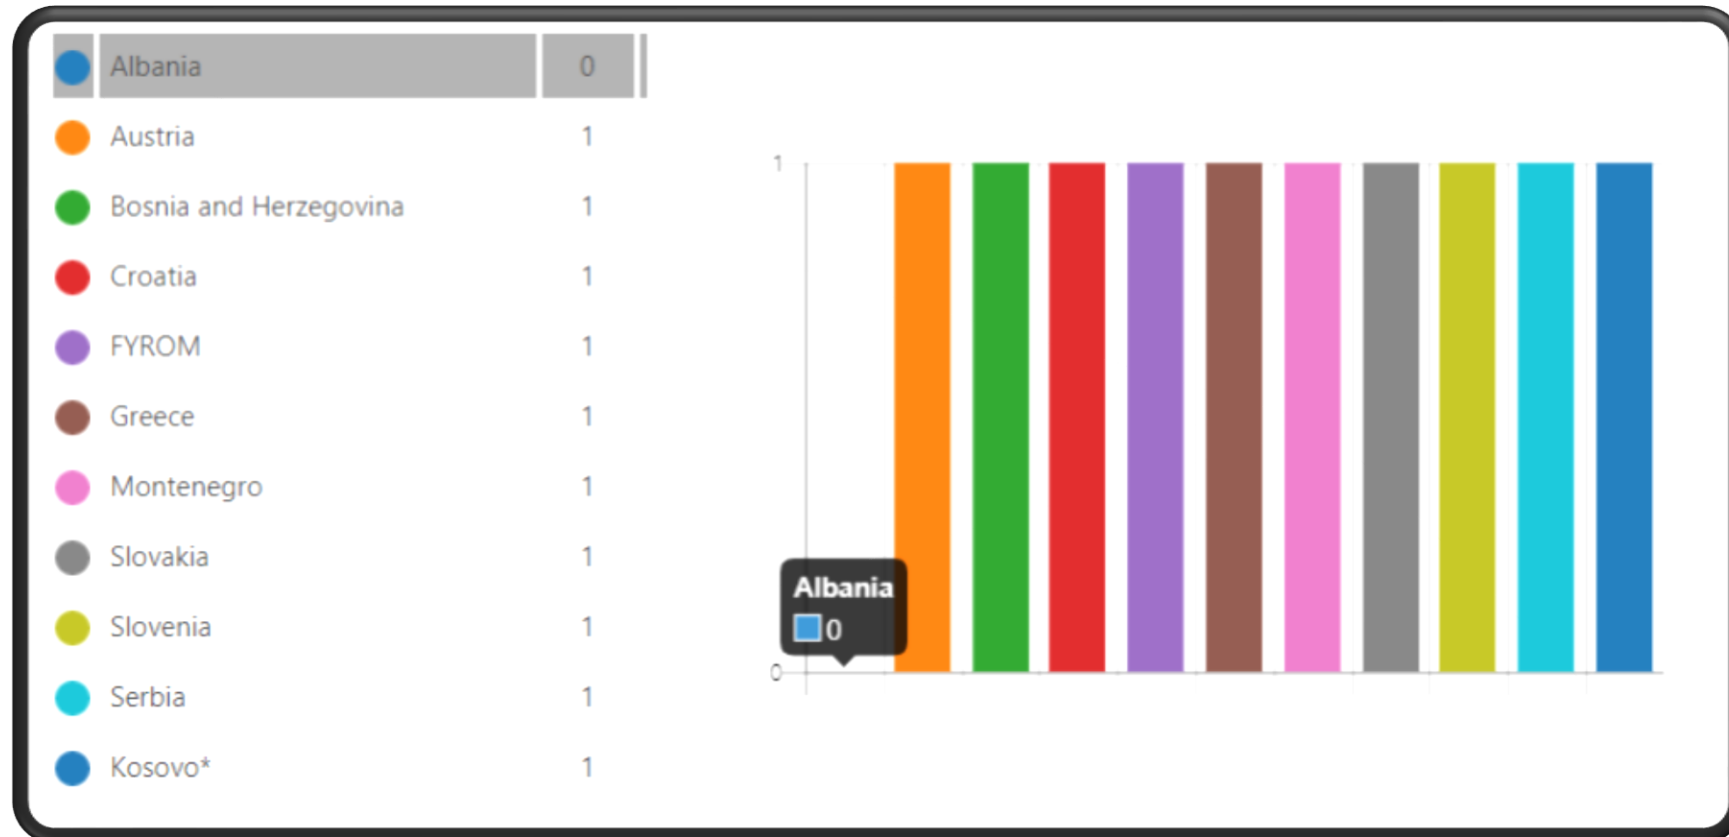 Albania 0
Austria 1
Bosnia and Herzegovina 1
Croatia 1
FYROM 1
Greece 1
Montenegro 1
Slovakia 1
Slovenia 1
Serbia 1
Kosovo* 1
1
Albania
0
0